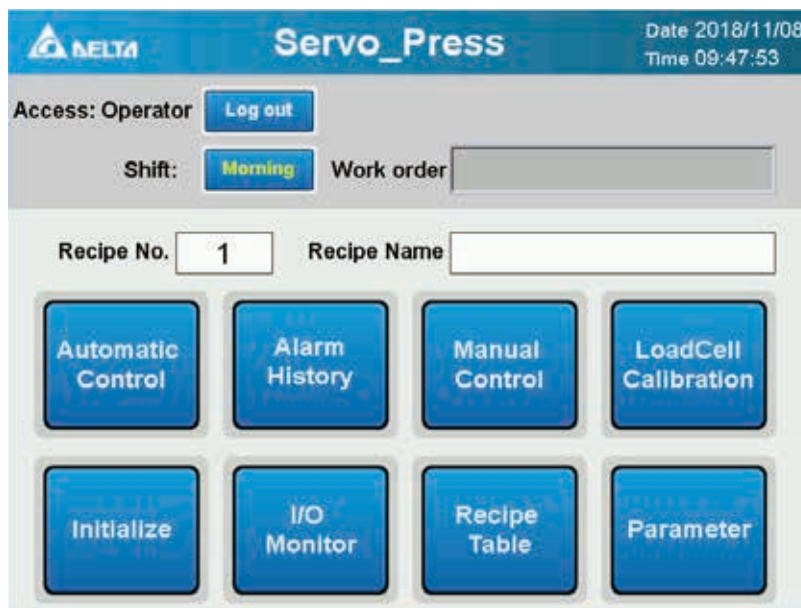 DELTA
Servo_Press
Date 2018/11/08
Time 09:47:53
Access: Operator
Log out
Shift:
Morning
Work order
Recipe No.
1
Recipe Name
Automatic
Control
Alarm
History
Manual
Control
LoadCell
Calibration
Initialize
I/O
Monitor
Recipe
Table
Parameter